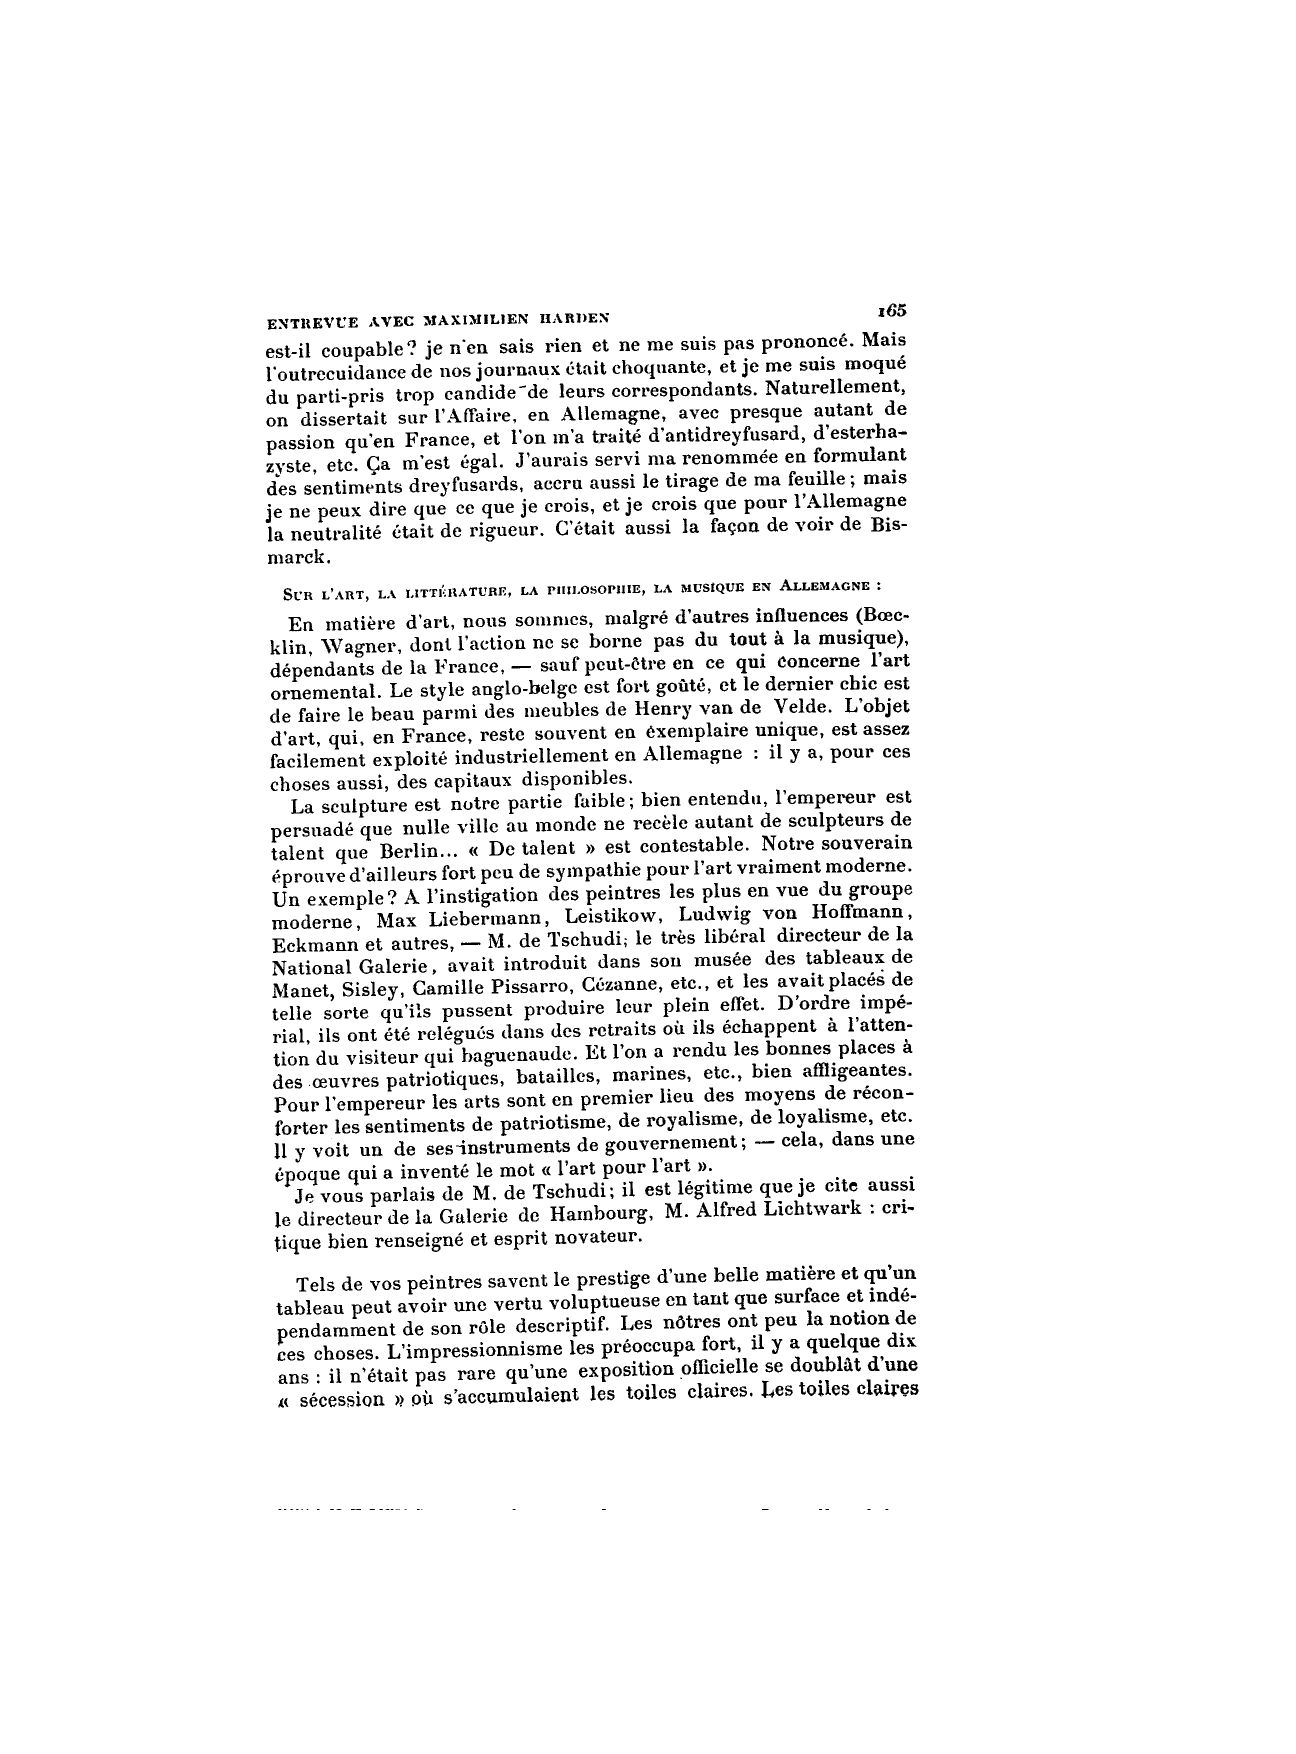 ENTREVUE AVEC MAXIMILIEN HARDEN 165
est-il coupable? je n'en sais rien et ne me suis pas prononcé. Mais
l'outrecuidance de nos journaux était choquante, et je me suis moqué
du parti-pris trop candide de leurs correspondants. Naturellement,
on dissertait sur l'Affaire, en Allemagne, avec presque autant de
passion qu'en France, et l'on m'a traité d'antidreyfusard, d'esterha-
zyste, etc. Ça m'est égal. J'aurais servi ma renommée en formulant
des sentiments dreyfusards, accru aussi le tirage de ma feuille; mais
je ne peux dire que ce que je crois, et je crois que pour l'Allemagne
la neutralité était de rigueur. C'était aussi la façon de voir de Bis-
marck.
SUR L'ART, LA LITTÉRATURE, LA PHILOSOPHIE, LA MUSIQUE EN ALLEMAGNE :
En matière d'art, nous sommes, malgré d'autres influences (Bœc-
klin, Wagner, dont l'action ne se borne pas du tout à la musique),
dépendants de la France, — sauf peut-être en ce qui concerne l'art
ornemental. Le style anglo-belge est fort goûté, et le dernier chic est
de faire le beau parmi des meubles de Henry van de Velde. L'objet
d'art, qui, en France, reste souvent en exemplaire unique, est assez
facilement exploité industriellement en Allemagne : il y a, pour ces
choses aussi, des capitaux disponibles.
La sculpture est notre partie faible; bien entendu, l'empereur est
persuadé que nulle ville au monde ne recèle autant de sculpteurs de
talent que Berlin... « De talent » est contestable. Notre souverain
éprouve d'ailleurs fort peu de sympathie pour l'art vraiment moderne.
Un exemple? A l'instigation des peintres les plus en vue du groupe
moderne, Max Liebermann, Leistikow, Ludwig von Hoffmann,
Eckmann et autres, — M. de Tschudi, le très libéral directeur de la
National Galerie, avait introduit dans son musée des tableaux de
Manet, Sisley, Camille Pissarro, Cézanne, etc., et les avait placés de
telle sorte qu'ils pussent produire leur plein effet. D'ordre impé-
rial, ils ont été relégués dans des retraits où ils échappent à l'atten-
tion du visiteur qui baguenaude. Et l'on a rendu les bonnes places à
des œuvres patriotiques, batailles, marines, etc., bien affligeantes.
Pour l'empereur les arts sont en premier lieu des moyens de récon-
forter les sentiments de patriotisme, de royalisme, de loyalisme, etc.
Il y voit un de ses instruments de gouvernement; — cela, dans une
époque qui a inventé le mot « l'art pour l'art ».
Je vous parlais de M. de Tschudi; il est légitime que je cite aussi
le directeur de la Galerie de Hambourg, M. Alfred Lichtwark : cri-
tique bien renseigné et esprit novateur.
Tels de vos peintres savent le prestige d'une belle matière et qu'un
tableau peut avoir une vertu voluptueuse en tant que surface et indé-
pendamment de son rôle descriptif. Les nôtres ont peu la notion de
ces choses. L'impressionnisme les préoccupa fort, il y a quelque dix
ans : il n'était pas rare qu'une exposition officielle se doublât d'une
« sécession » où s'accumulaient les toiles claires. Les toiles claires